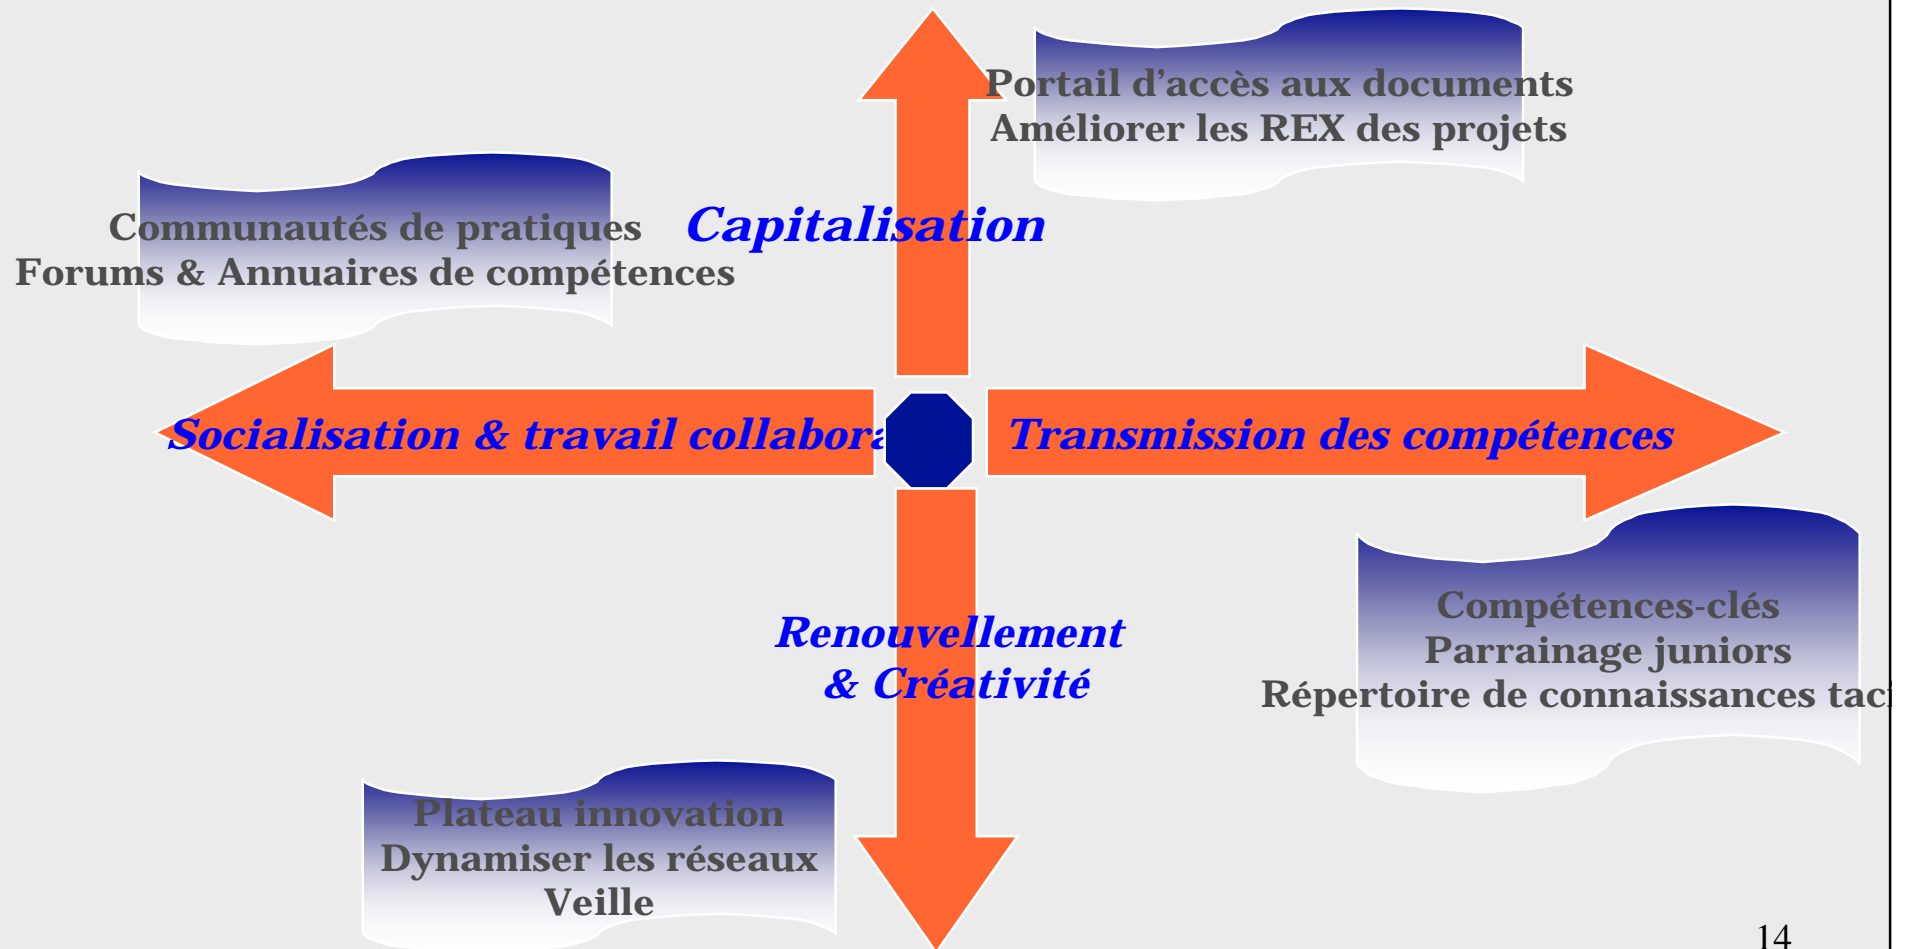 Portail d’accès aux documents
Améliorer les REX des projets
Communautés de pratiques
Forums & Annuaires de compétences
Capitalisation
Socialisation & travail
Transmission des compétences
Renouvellement
& Créativité
Compétences-clés
Parrainage juniors
Répertoire de connaissances
Plateau innovation
Dynamiser les réseaux
Veille
14